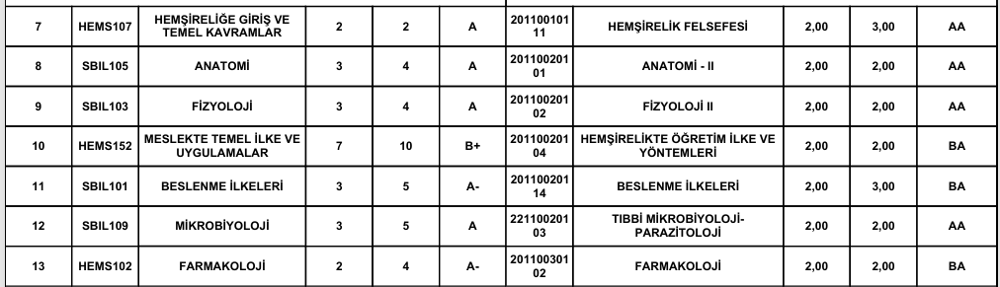 7 HEMS107 HEMŞİRELİĞE GİRİŞ VE TEMEL KAVRAMLAR 2 2 A 20110010111 HEMŞİRELİK FELSEFESİ 2,00 3,00 AA
8 SBIL105 ANATOMİ 3 4 A 20110020101 ANATOMİ - II 2,00 2,00 AA
9 SBIL103 FİZYOLOJİ 3 4 A 20110020102 FİZYOLOJİ II 2,00 2,00 AA
10 HEMS152 MESLEKTE TEMEL İLKE VE UYGULAMALAR 7 10 B+ 20110020104 HEMŞİRELİKTE ÖĞRETİM İLKE VE YÖNTEMLERİ 2,00 2,00 BA
11 SBIL101 BESLENME İLKELERİ 3 5 A- 20110020114 BESLENME İLKELERİ 2,00 3,00 BA
12 SBIL109 MİKROBİYOLOJİ 3 5 A 22110020103 TIBBİ MİKROBİYOLOJİ-PARAZİTOLOJİ 2,00 2,00 AA
13 HEMS102 FARMAKOLOJİ 2 4 A- 20110030102 FARMAKOLOJİ 2,00 2,00 BA